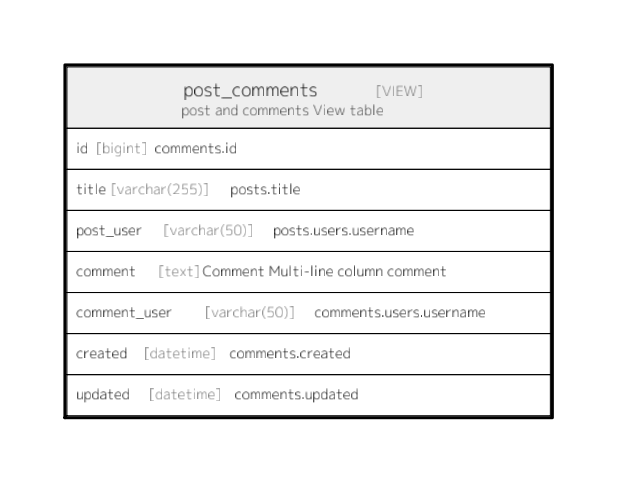 post_comments [VIEW]
post and comments View table
id [bigint] comments.id
title [varchar(255)] posts.title
post_user [varchar(50)] posts.users.username
comment [text] Comment Multi-line column comment
comment_user [varchar(50)] comments.users.username
created [datetime] comments.created
updated [datetime] comments.updated